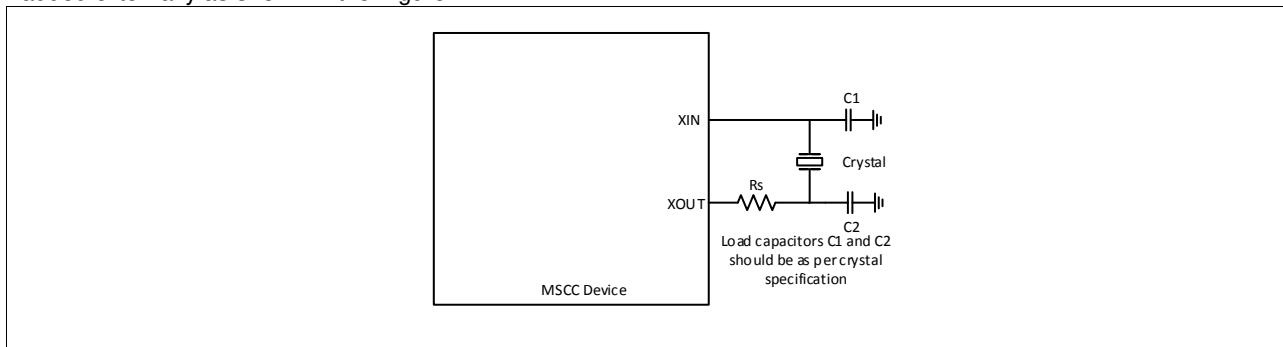 C1
XIN
Crystal
Rs
XOUT
C2
Load capacitors C1 and C2
should be as per crystal
specification
MSCC Device